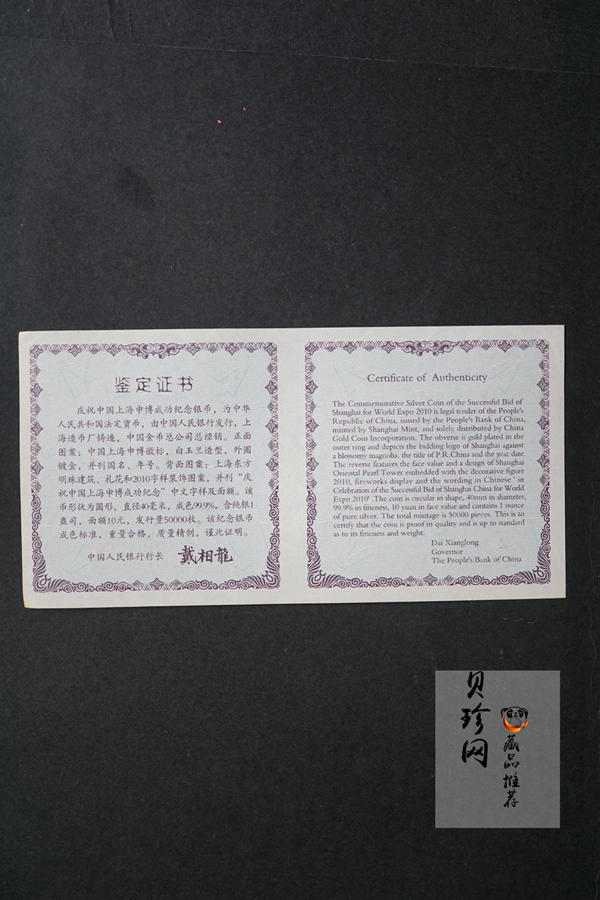 鉴定证书
庆祝中国上海申博成功纪念银币，为中华
人民共和国法定货币，由中国人民银行发行，上
海造币厂铸造，中国金币总公司总经销。正面
图案：中国上海申博徽标，白玉兰造型，外圈
镀金，并刊国名、年号。背面图案：上海东方
明珠建筑、礼花和2010字样装饰图案，并刊“庆
祝中国上海申博成功纪念”中文字样及面额。该
币形状为圆形，直径40毫米，成色99.9%，含纯银1
盎司，面额10元，发行量50000枚。该纪念银币
成色标准，重量合格，质量精制，谨此证明。
中国人民银行行长 戴相龍
Certificate of Authenticity
The Commemorative Silver Coin of the Successful Bid of
Shanghai for World Expo 2010 is legal tender of the People's
Republic of China, issued by the People's Bank of China,
minted by Shanghai Mint, and solely distributed by China
Gold Coin Incorporation. The obverse is gold plated in the
outer ring and depicts the bidding logo of Shanghai against
a blossomy magnolia, the title of P.R.China and the year date.
The reverse features the face value and a design of Shanghai
Oriental Pearl Tower embedded with the decorative figure
2010, fireworks display and the wording in Chinese ' in
Celebration of the Successful Bid of Shanghai China for World
Expo 2010' .The coin is circular in shape, 40mm in diameter,
99.9% in fineness, 10 yuan in face value and contains 1 ounce
of pure silver. The total mintage is 50000 pieces. This is to
certify that the coin is proof in quality and is up to standard
as to its fineness and weight.
Dai Xianglong
Governor
The People's Bank of China
贝珍网
藏品推荐